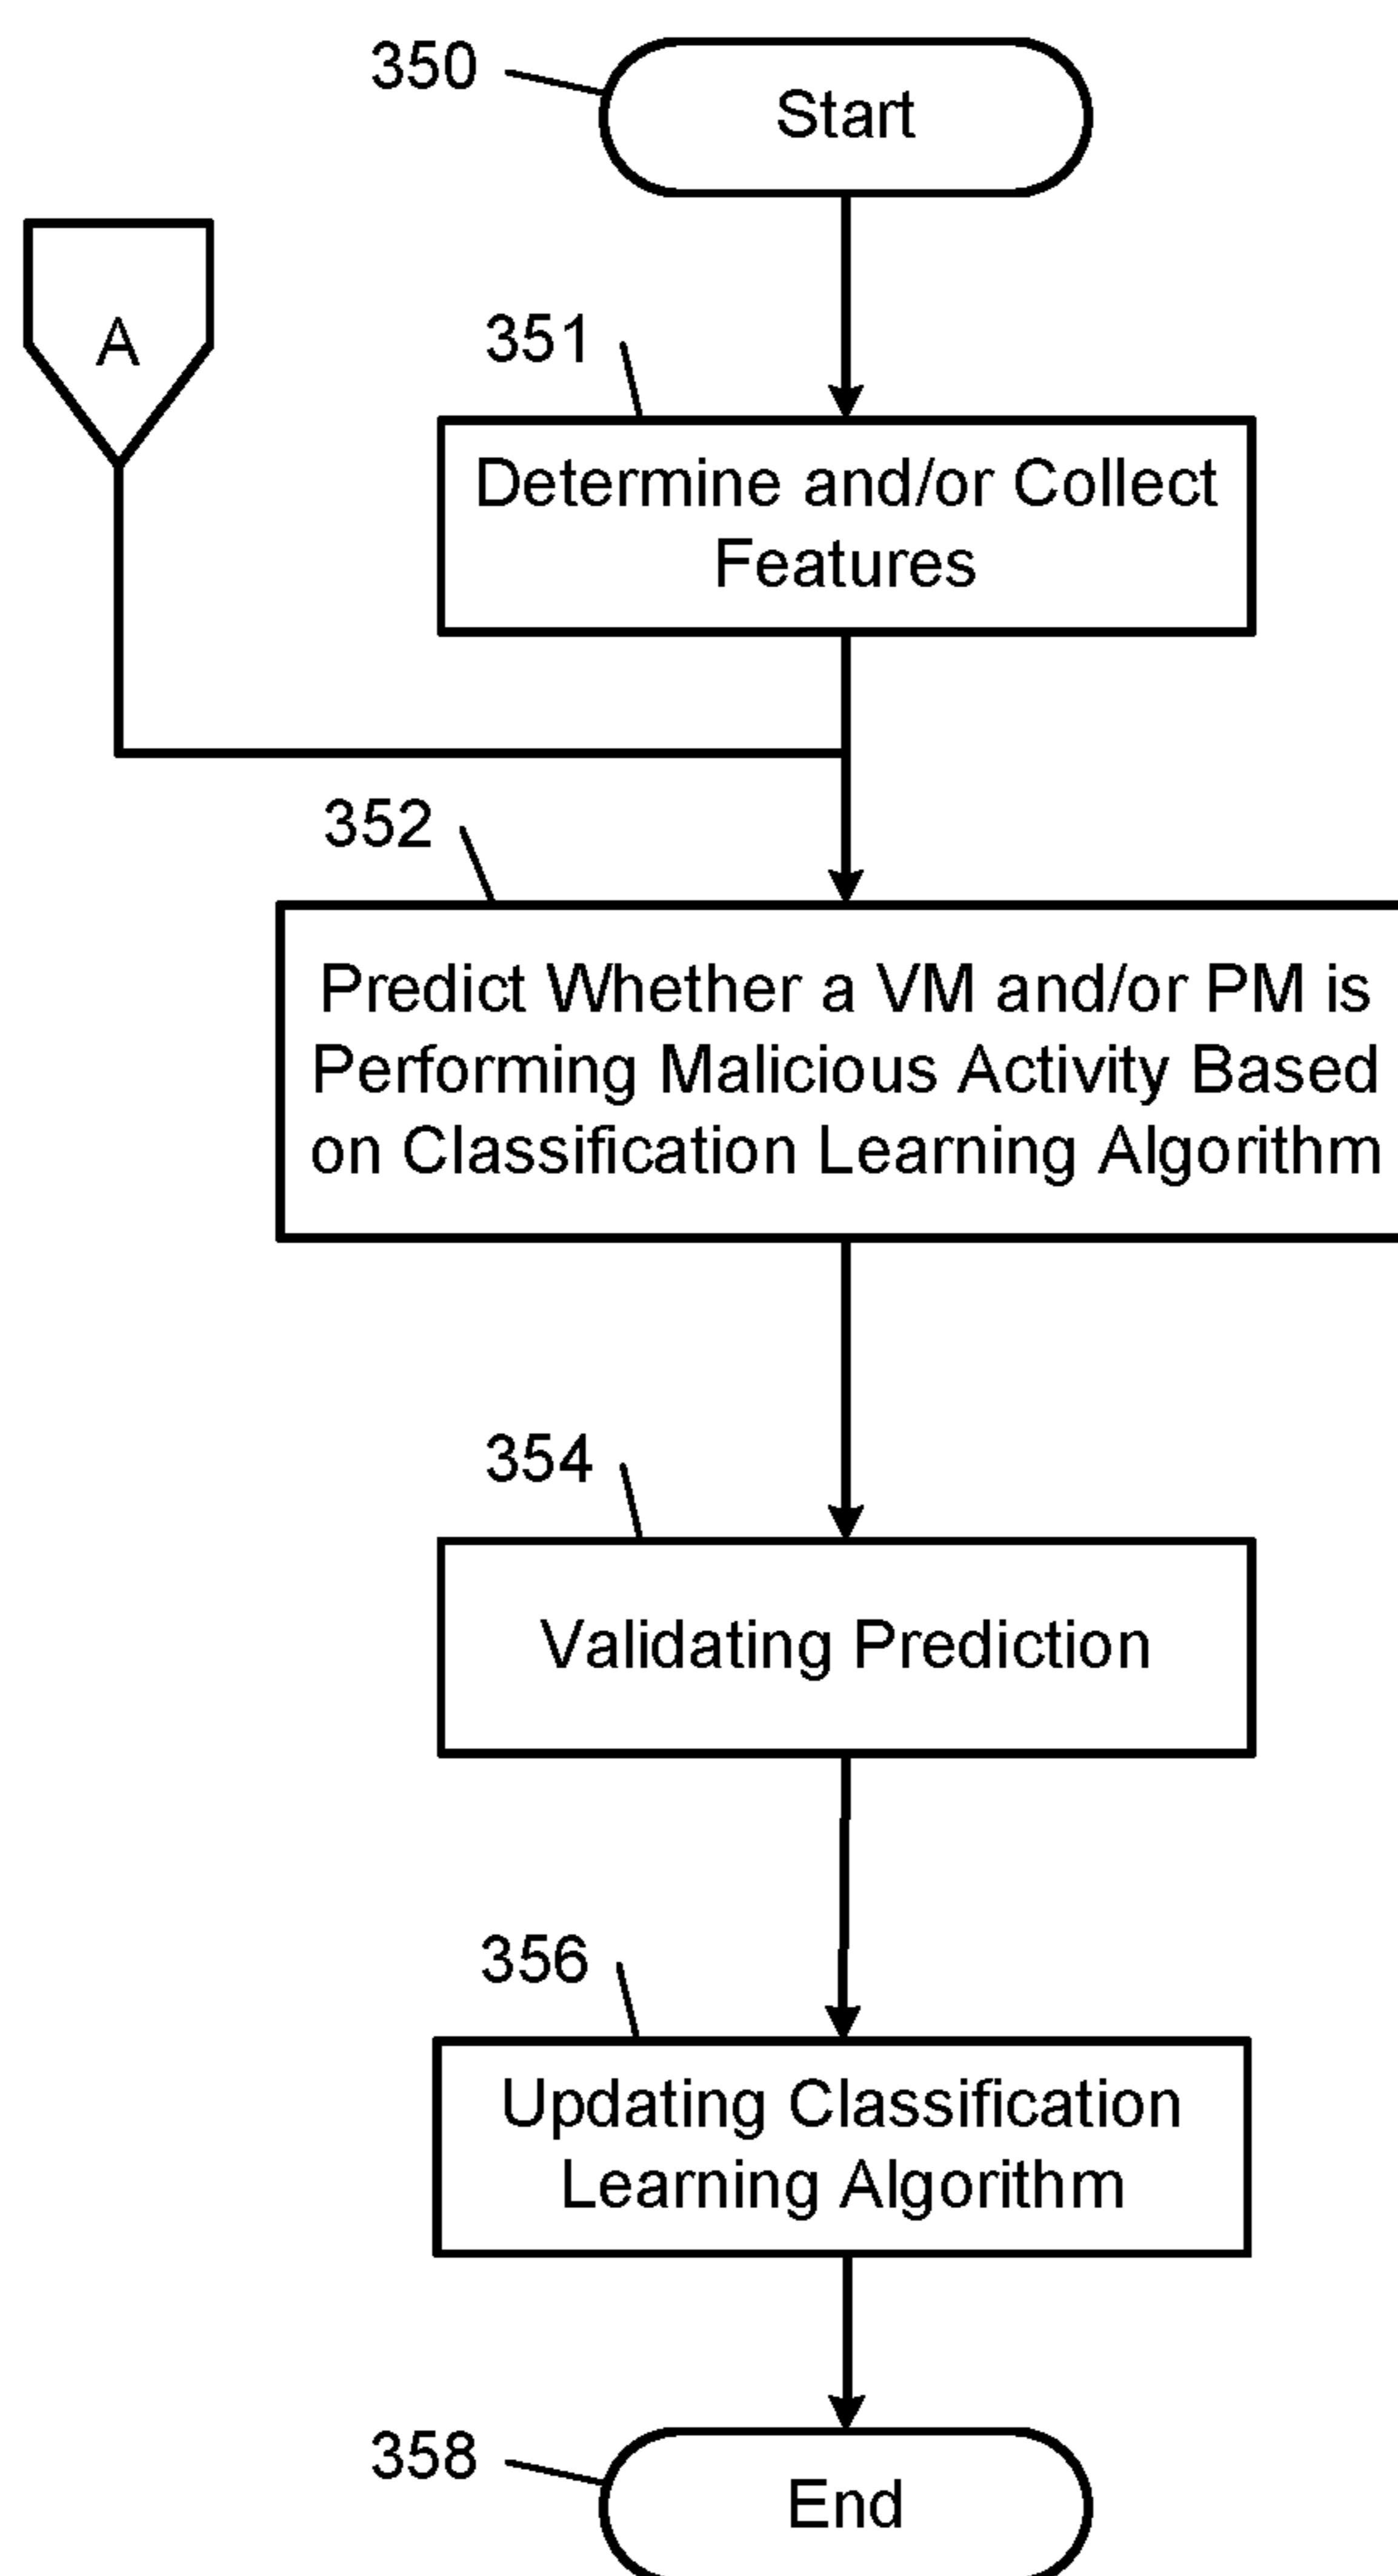 350
Start
A
351
Determine and/or Collect
Features
352
Predict Whether a VM and/or PM is
Performing Malicious Activity Based
on Classification Learning Algorithm
354
Validating Prediction
356
Updating Classification
Learning Algorithm
358
End